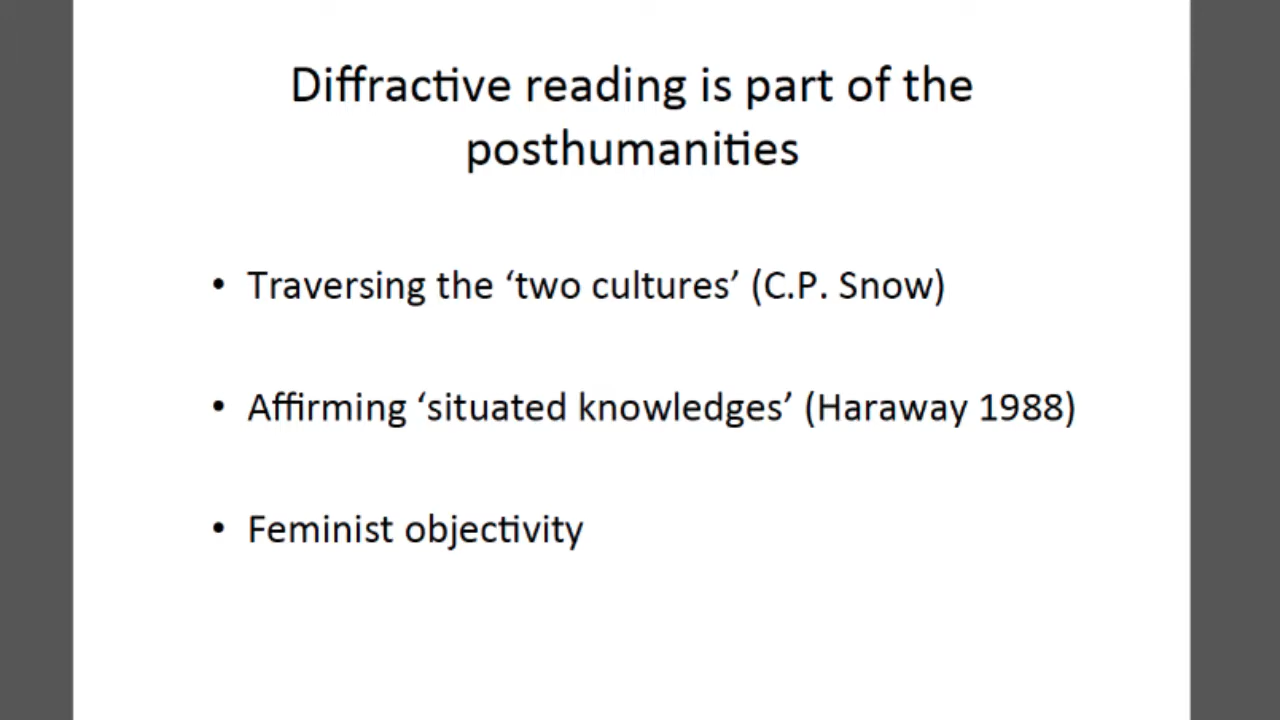 Diffractive reading is part of the
posthumanities
• Traversing the ‘two cultures’ (C.P. Snow)
• Affirming ‘situated knowledges’ (Haraway 1988)
• Feminist objectivity